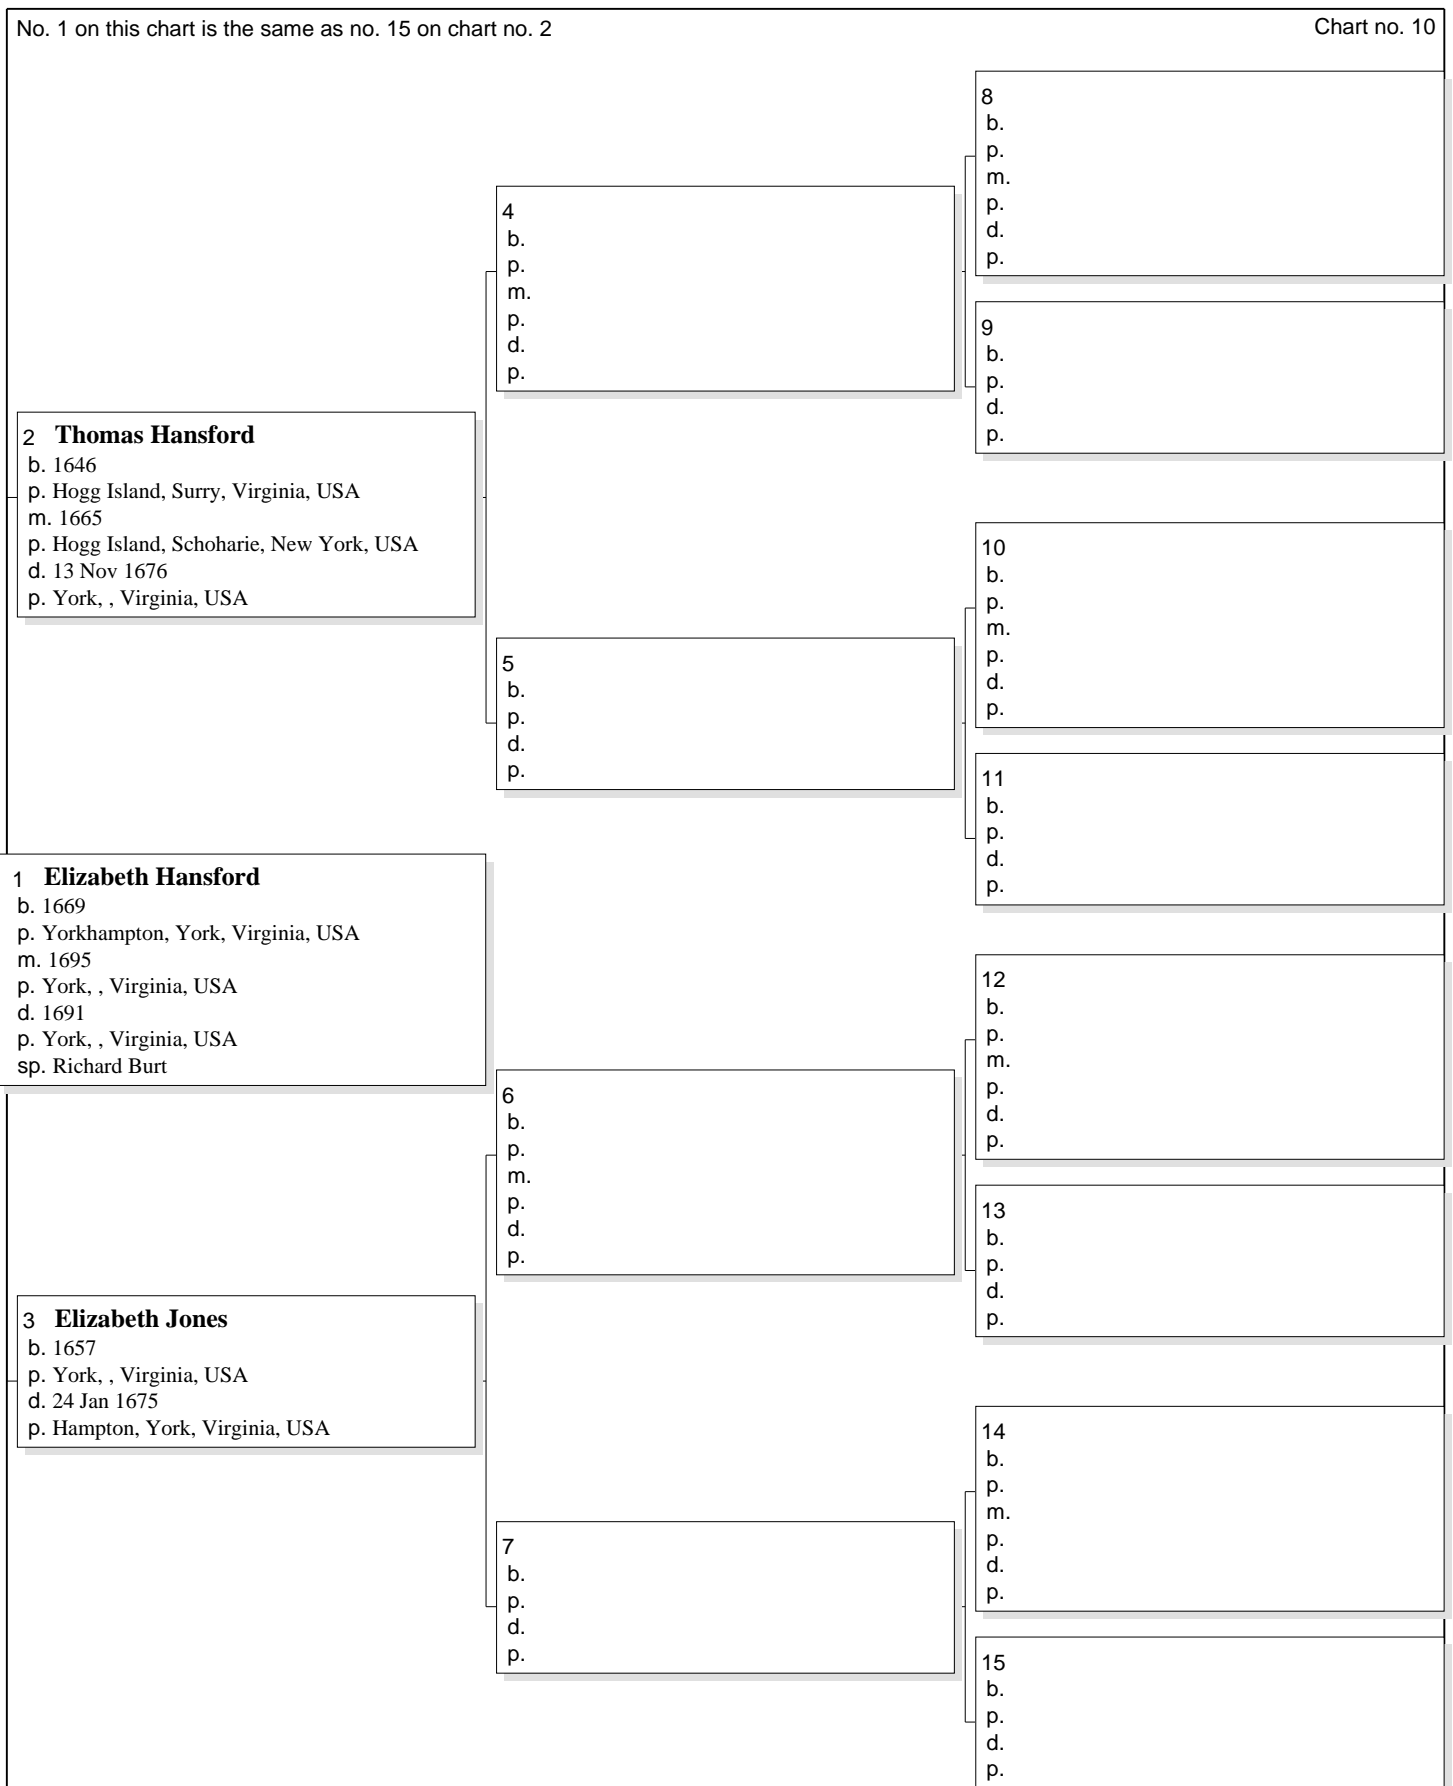 No. 1 on this chart is the same as no. 15 on chart no. 2
Chart no. 10
8
b.
p.
m.
p.
d.
p.
4
b.
p.
m.
p.
d.
p.
9
b.
p.
d.
p.
2 Thomas Hansford
b. 1646
p. Hogg Island, Surry, Virginia, USA
m. 1665
p. Hogg Island, Schoharie, New York, USA
d. 13 Nov 1676
p. York, , Virginia, USA
10
b.
p.
m.
p.
d.
p.
5
b.
p.
d.
p.
11
b.
p.
d.
p.
1 Elizabeth Hansford
b. 1669
p. Yorkhampton, York, Virginia, USA
m. 1695
p. York, , Virginia, USA
d. 1691
p. York, , Virginia, USA
sp. Richard Burt
12
b.
p.
m.
p.
d.
p.
6
b.
p.
m.
p.
d.
p.
13
b.
p.
d.
p.
3 Elizabeth Jones
b. 1657
p. York, , Virginia, USA
d. 24 Jan 1675
p. Hampton, York, Virginia, USA
14
b.
p.
m.
p.
d.
p.
7
b.
p.
d.
p.
15
b.
p.
d.
p.